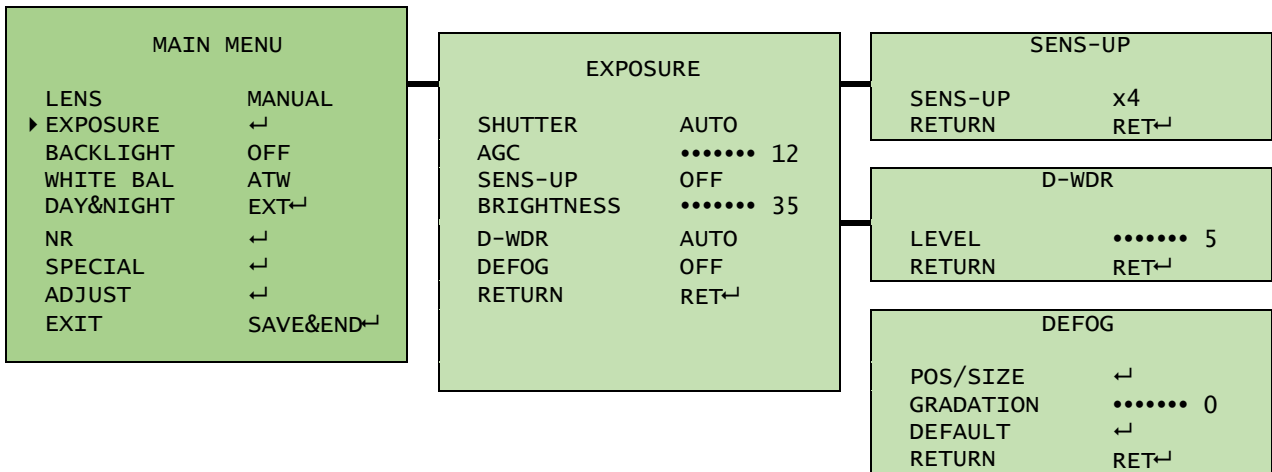 MAIN MENU
LENS MANUAL
EXPOSURE ↵
BACKLIGHT OFF
WHITE BAL ATW
DAY&NIGHT EXT↵
NR ↵
SPECIAL ↵
ADJUST ↵
EXIT SAVE&END↵
EXPOSURE
SHUTTER AUTO
AGC ••••••• 12
SENS-UP OFF
BRIGHTNESS ••••••• 35
D-WDR AUTO
DEFOG OFF
RETURN RET↵
SENS-UP
SENS-UP x4
RETURN RET↵
D-WDR
LEVEL ••••••• 5
RETURN RET↵
DEFOG
POS/SIZE ↵
GRADATION ••••••• 0
DEFAULT ↵
RETURN RET↵